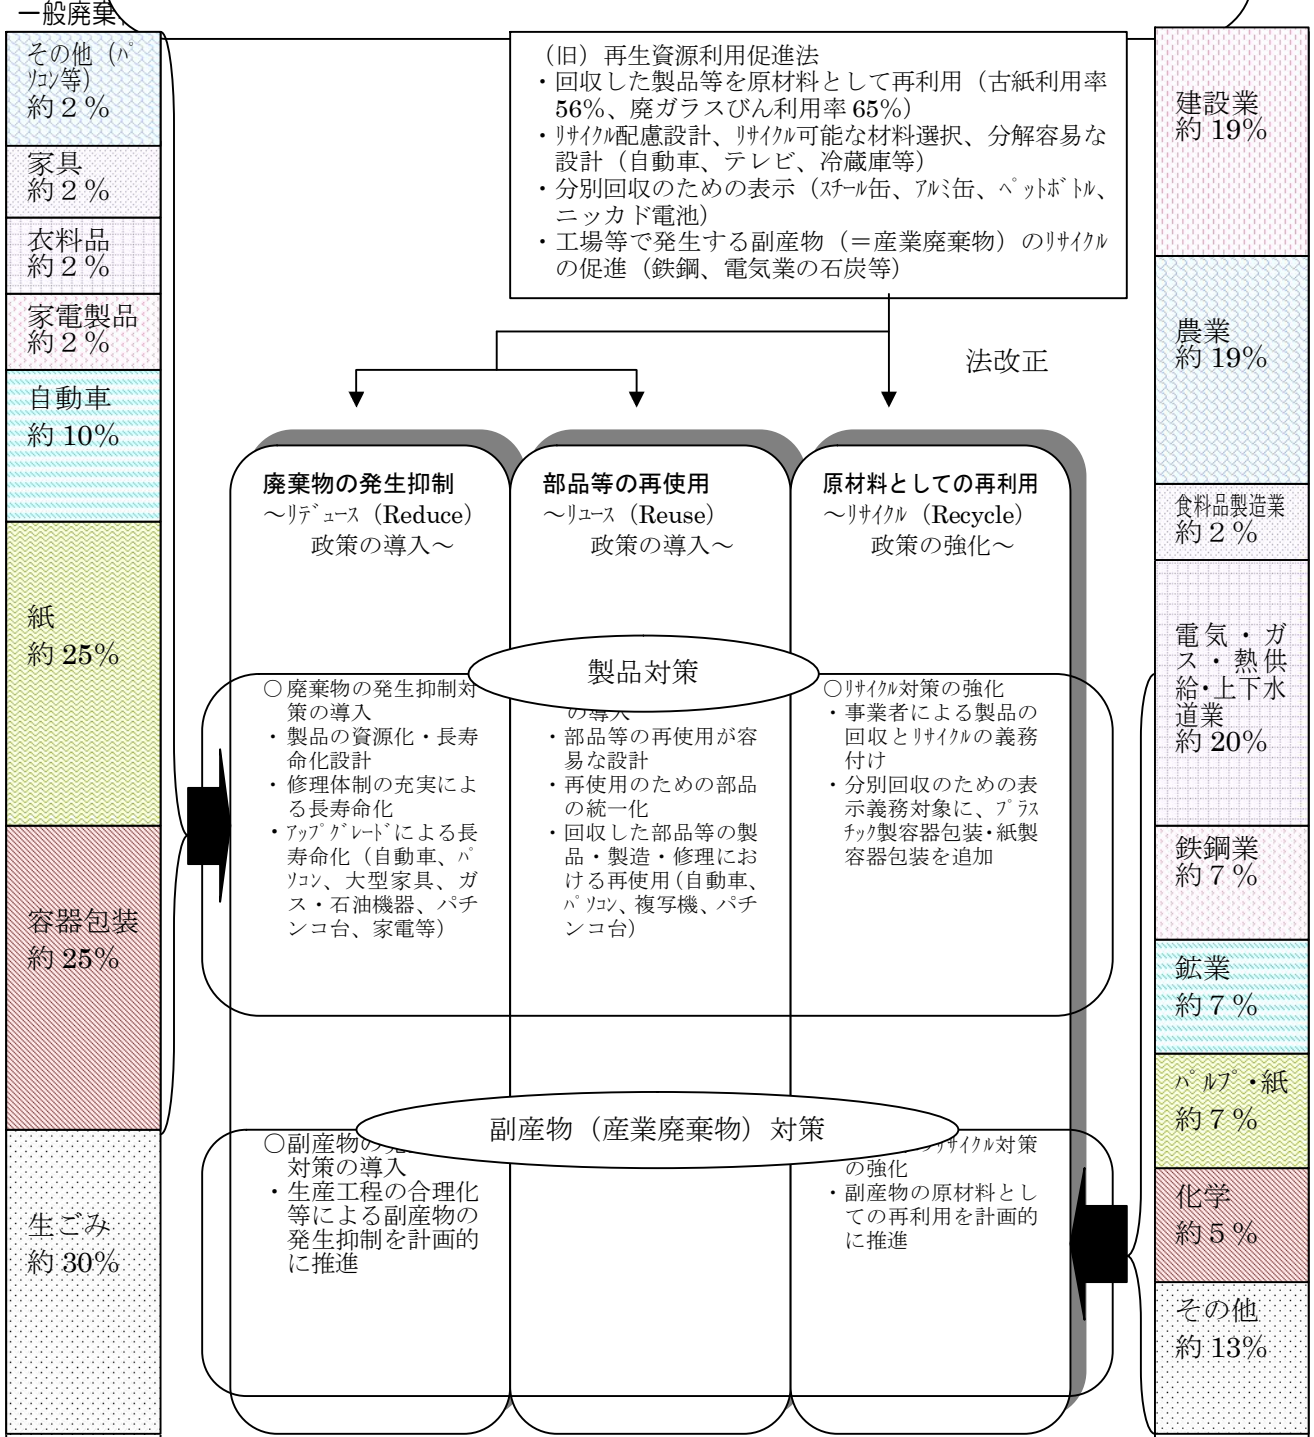 一般廃棄
その他（ﾊﾟ
ｿｺﾝ等）
約２％
家具
約２％
衣料品
約２％
家電製品
約２％
自動車
約 10%
紙
約 25%
容器包装
約 25%
生ごみ
約 30%
（旧）再生資源利用促進法
・回収した製品等を原材料として再利用（古紙利用率
56%、廃ガラスびん利用率 65%）
・ﾘｻｲｸﾙ配慮設計、ﾘｻｲｸﾙ可能な材料選択、分解容易な
設計（自動車、テレビ、冷蔵庫等）
・分別回収のための表示（ｽﾁｰﾙ缶、ｱﾙﾐ缶、ﾍﾟｯﾄﾎﾞﾄﾙ、
ニッカド電池）
・工場等で発生する副産物（＝産業廃棄物）のﾘｻｲｸﾙ
の促進（鉄鋼、電気業の石炭等）
法改正
廃棄物の発生抑制
～ﾘﾃﾞｭｰｽ（Reduce）
政策の導入～
部品等の再使用
～ﾘﾕｰｽ（Reuse）
政策の導入～
原材料としての再利用
～ﾘｻｲｸﾙ（Recycle）
政策の強化～
製品対策
○廃棄物の発生抑制対
策の導入
・製品の資源化・長寿
命化設計
・修理体制の充実によ
る長寿命化
・ｱｯﾌﾟｸﾞﾚｰﾄﾞによる長
寿命化（自動車、ﾊﾟ
ｿｺﾝ、大型家具、ガ
ス・石油機器、パチ
ンコ台、家電等）
の導入
・部品等の再使用が容
易な設計
・再使用のための部品
の統一化
・回収した部品等の製
品・製造・修理にお
ける再使用（自動車、
ﾊﾟｿｺﾝ、複写機、パチ
ンコ台）
○ﾘｻｲｸﾙ対策の強化
・事業者による製品の
回収とﾘｻｲｸﾙの義務
付け
・分別回収のための表
示義務対象に、ﾌﾟﾗｽ
ﾁｯｸ製容器包装・紙製
容器包装を追加
副産物（産業廃棄物）対策
○副産物の
対策の導入
・生産工程の合理化
等による副産物の
発生抑制を計画的
に推進
ﾘｻｲｸﾙ対策
の強化
・副産物の原材料とし
ての再利用を計画的
に推進
建設業
約 19%
農業
約 19%
食料品製造業
約２％
電気・ガ
ス・熱供
給・上下水
道業
約 20%
鉄鋼業
約７％
鉱業
約７％
ﾊﾟﾙﾌﾟ・紙
約７％
化学
約５％
その他
約 13%